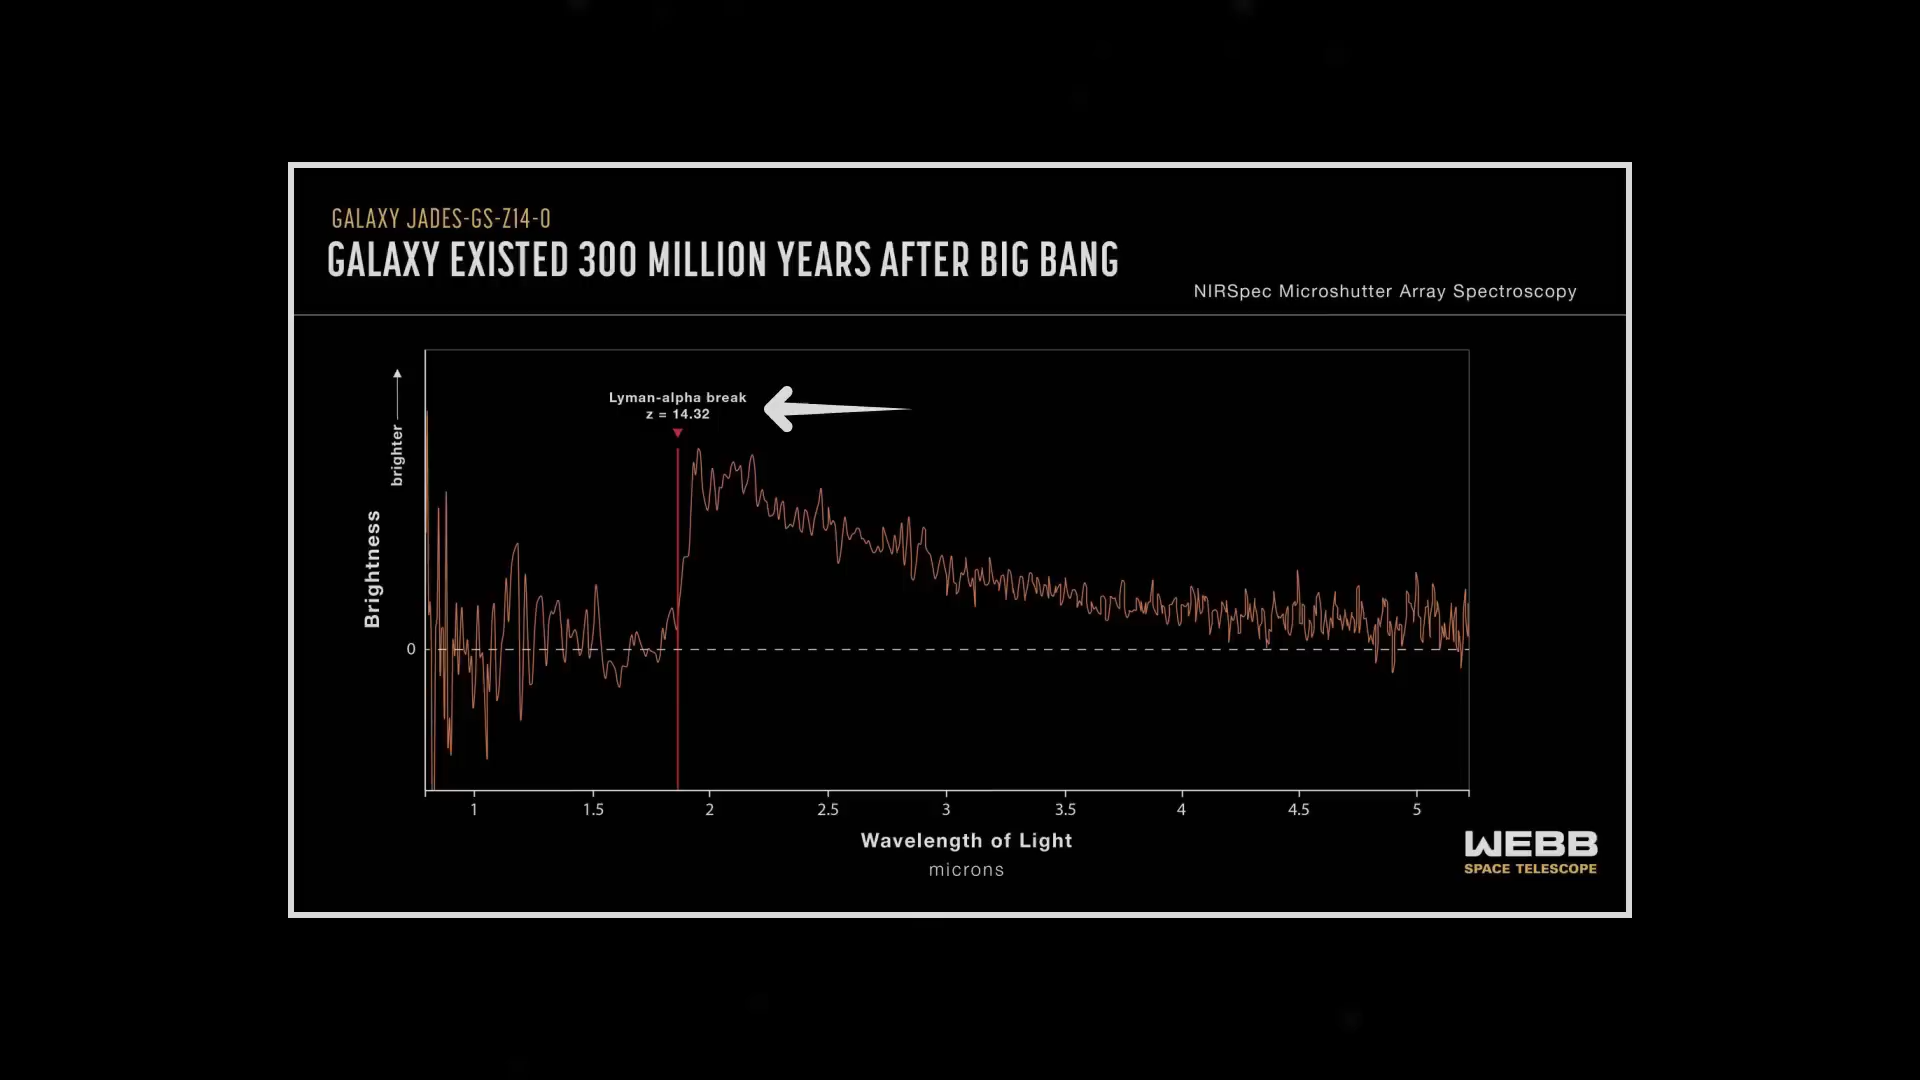 GALAXY JADES-GS-Z14-0
GALAXY EXISTED 300 MILLION YEARS AFTER BIG BANG
NIRSpec Microshutter Array Spectroscopy
Lyman-alpha break
z = 14.32
brighter
Brightness
0
1 1.5 2 2.5 3 3.5 4 4.5 5
Wavelength of Light
microns
WEBB
SPACE TELESCOPE